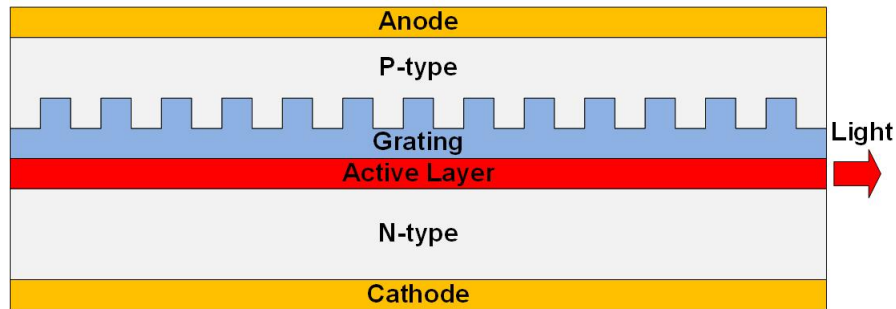 Anode
P-type
Grating
Light
Active Layer
N-type
Cathode